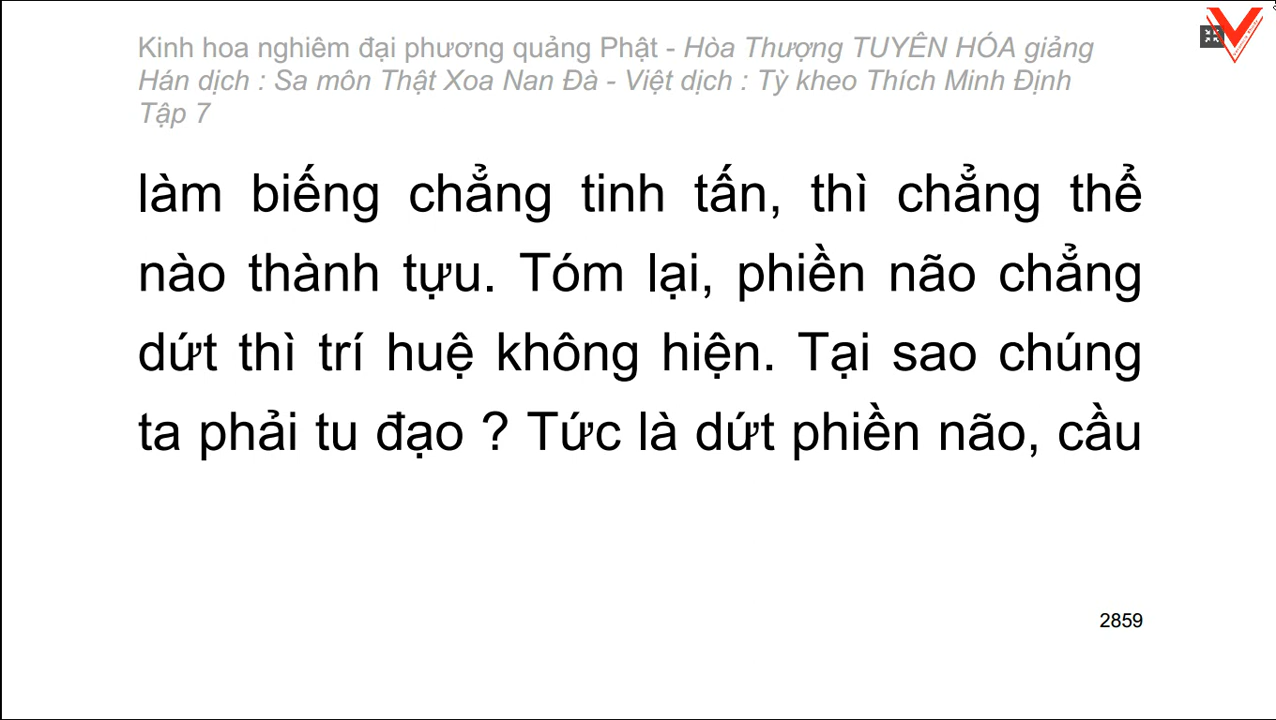 Kinh hoa nghiêm đại phương quảng Phật - Hòa Thượng TUYÊN HÓA giảng
Hán dịch : Sa môn Thật Xoa Nan Đà - Việt dịch : Tỳ kheo Thích Minh Định
Tập 7
làm biếng chẳng tinh tấn, thì chẳng thể
nào thành tựu. Tóm lại, phiền não chẳng
dứt thì trí huệ không hiện. Tại sao chúng
ta phải tu đạo ? Tức là dứt phiền não, cầu
2859